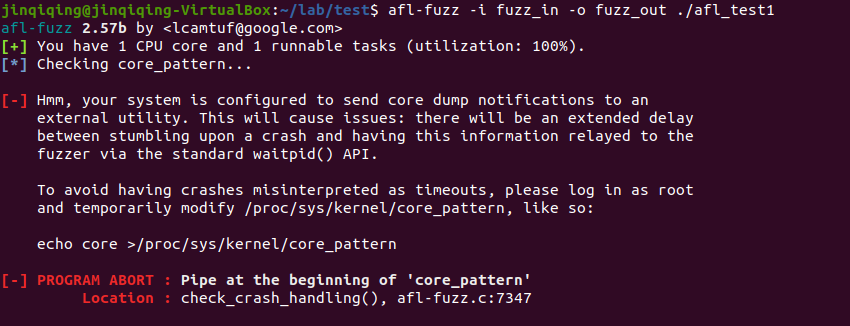 jinqiqing@jinqiqing-VirtualBox:~/lab/test$ afl-fuzz -i fuzz_in -o fuzz_out ./afl_test1
afl-fuzz 2.57b by <lcamtuf@google.com>
[+] You have 1 CPU core and 1 runnable tasks (utilization: 100%).
[*] Checking core_pattern...
[-] Hmm, your system is configured to send core dump notifications to an
external utility. This will cause issues: there will be an extended delay
between stumbling upon a crash and having this information relayed to the
fuzzer via the standard waitpid() API.
To avoid having crashes misinterpreted as timeouts, please log in as root
and temporarily modify /proc/sys/kernel/core_pattern, like so:
echo core >/proc/sys/kernel/core_pattern
[-] PROGRAM ABORT : Pipe at the beginning of 'core_pattern'
Location : check_crash_handling(), afl-fuzz.c:7347